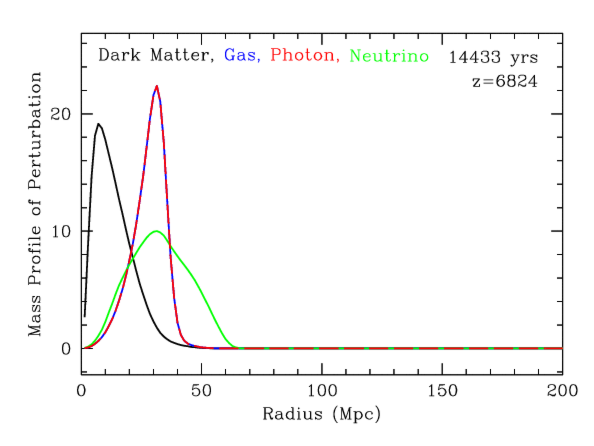 Dark Matter, Gas, Photon, Neutrino 14433 yrs
z=6824
Mass Profile of Perturbation
20
10
0
0 50 100 150 200
Radius (Mpc)